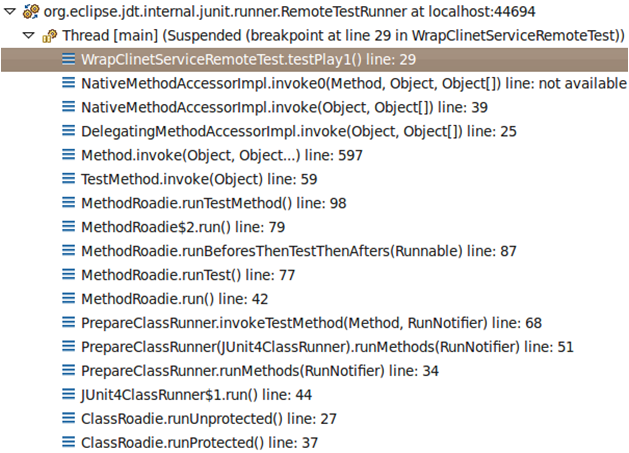 org.eclipse.jdt.internal.junit.runner.RemoteTestRunner at localhost:44694
Thread [main] (Suspended (breakpoint at line 29 in WrapClinetServiceRemoteTest))
WrapClinetServiceRemoteTest.testPlay1() line: 29
NativeMethodAccessorImpl.invoke0(Method, Object, Object[]) line: not available
NativeMethodAccessorImpl.invoke(Object, Object[]) line: 39
DelegatingMethodAccessorImpl.invoke(Object, Object[]) line: 25
Method.invoke(Object, Object...) line: 597
TestMethod.invoke(Object) line: 59
MethodRoadie.runTestMethod() line: 98
MethodRoadie$2.run() line: 79
MethodRoadie.runBeforesThenTestThenAfters(Runnable) line: 87
MethodRoadie.runTest() line: 77
MethodRoadie.run() line: 42
PrepareClassRunner.invokeTestMethod(Method, RunNotifier) line: 68
PrepareClassRunner(JUnit4ClassRunner).runMethods(RunNotifier) line: 51
PrepareClassRunner.runMethods(RunNotifier) line: 34
JUnit4ClassRunner$1.run() line: 44
ClassRoadie.runUnprotected() line: 27
ClassRoadie.runProtected() line: 37